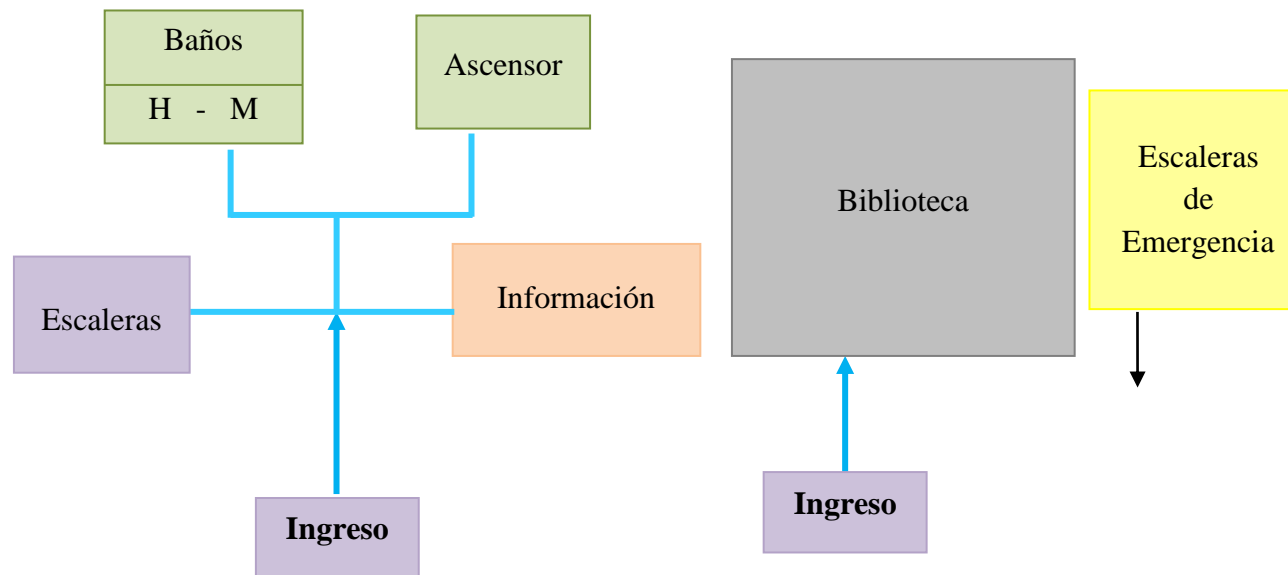 Baños
H - M
Ascensor
Biblioteca
Escaleras
de
Emergencia
Escaleras
Información
Ingreso
Ingreso